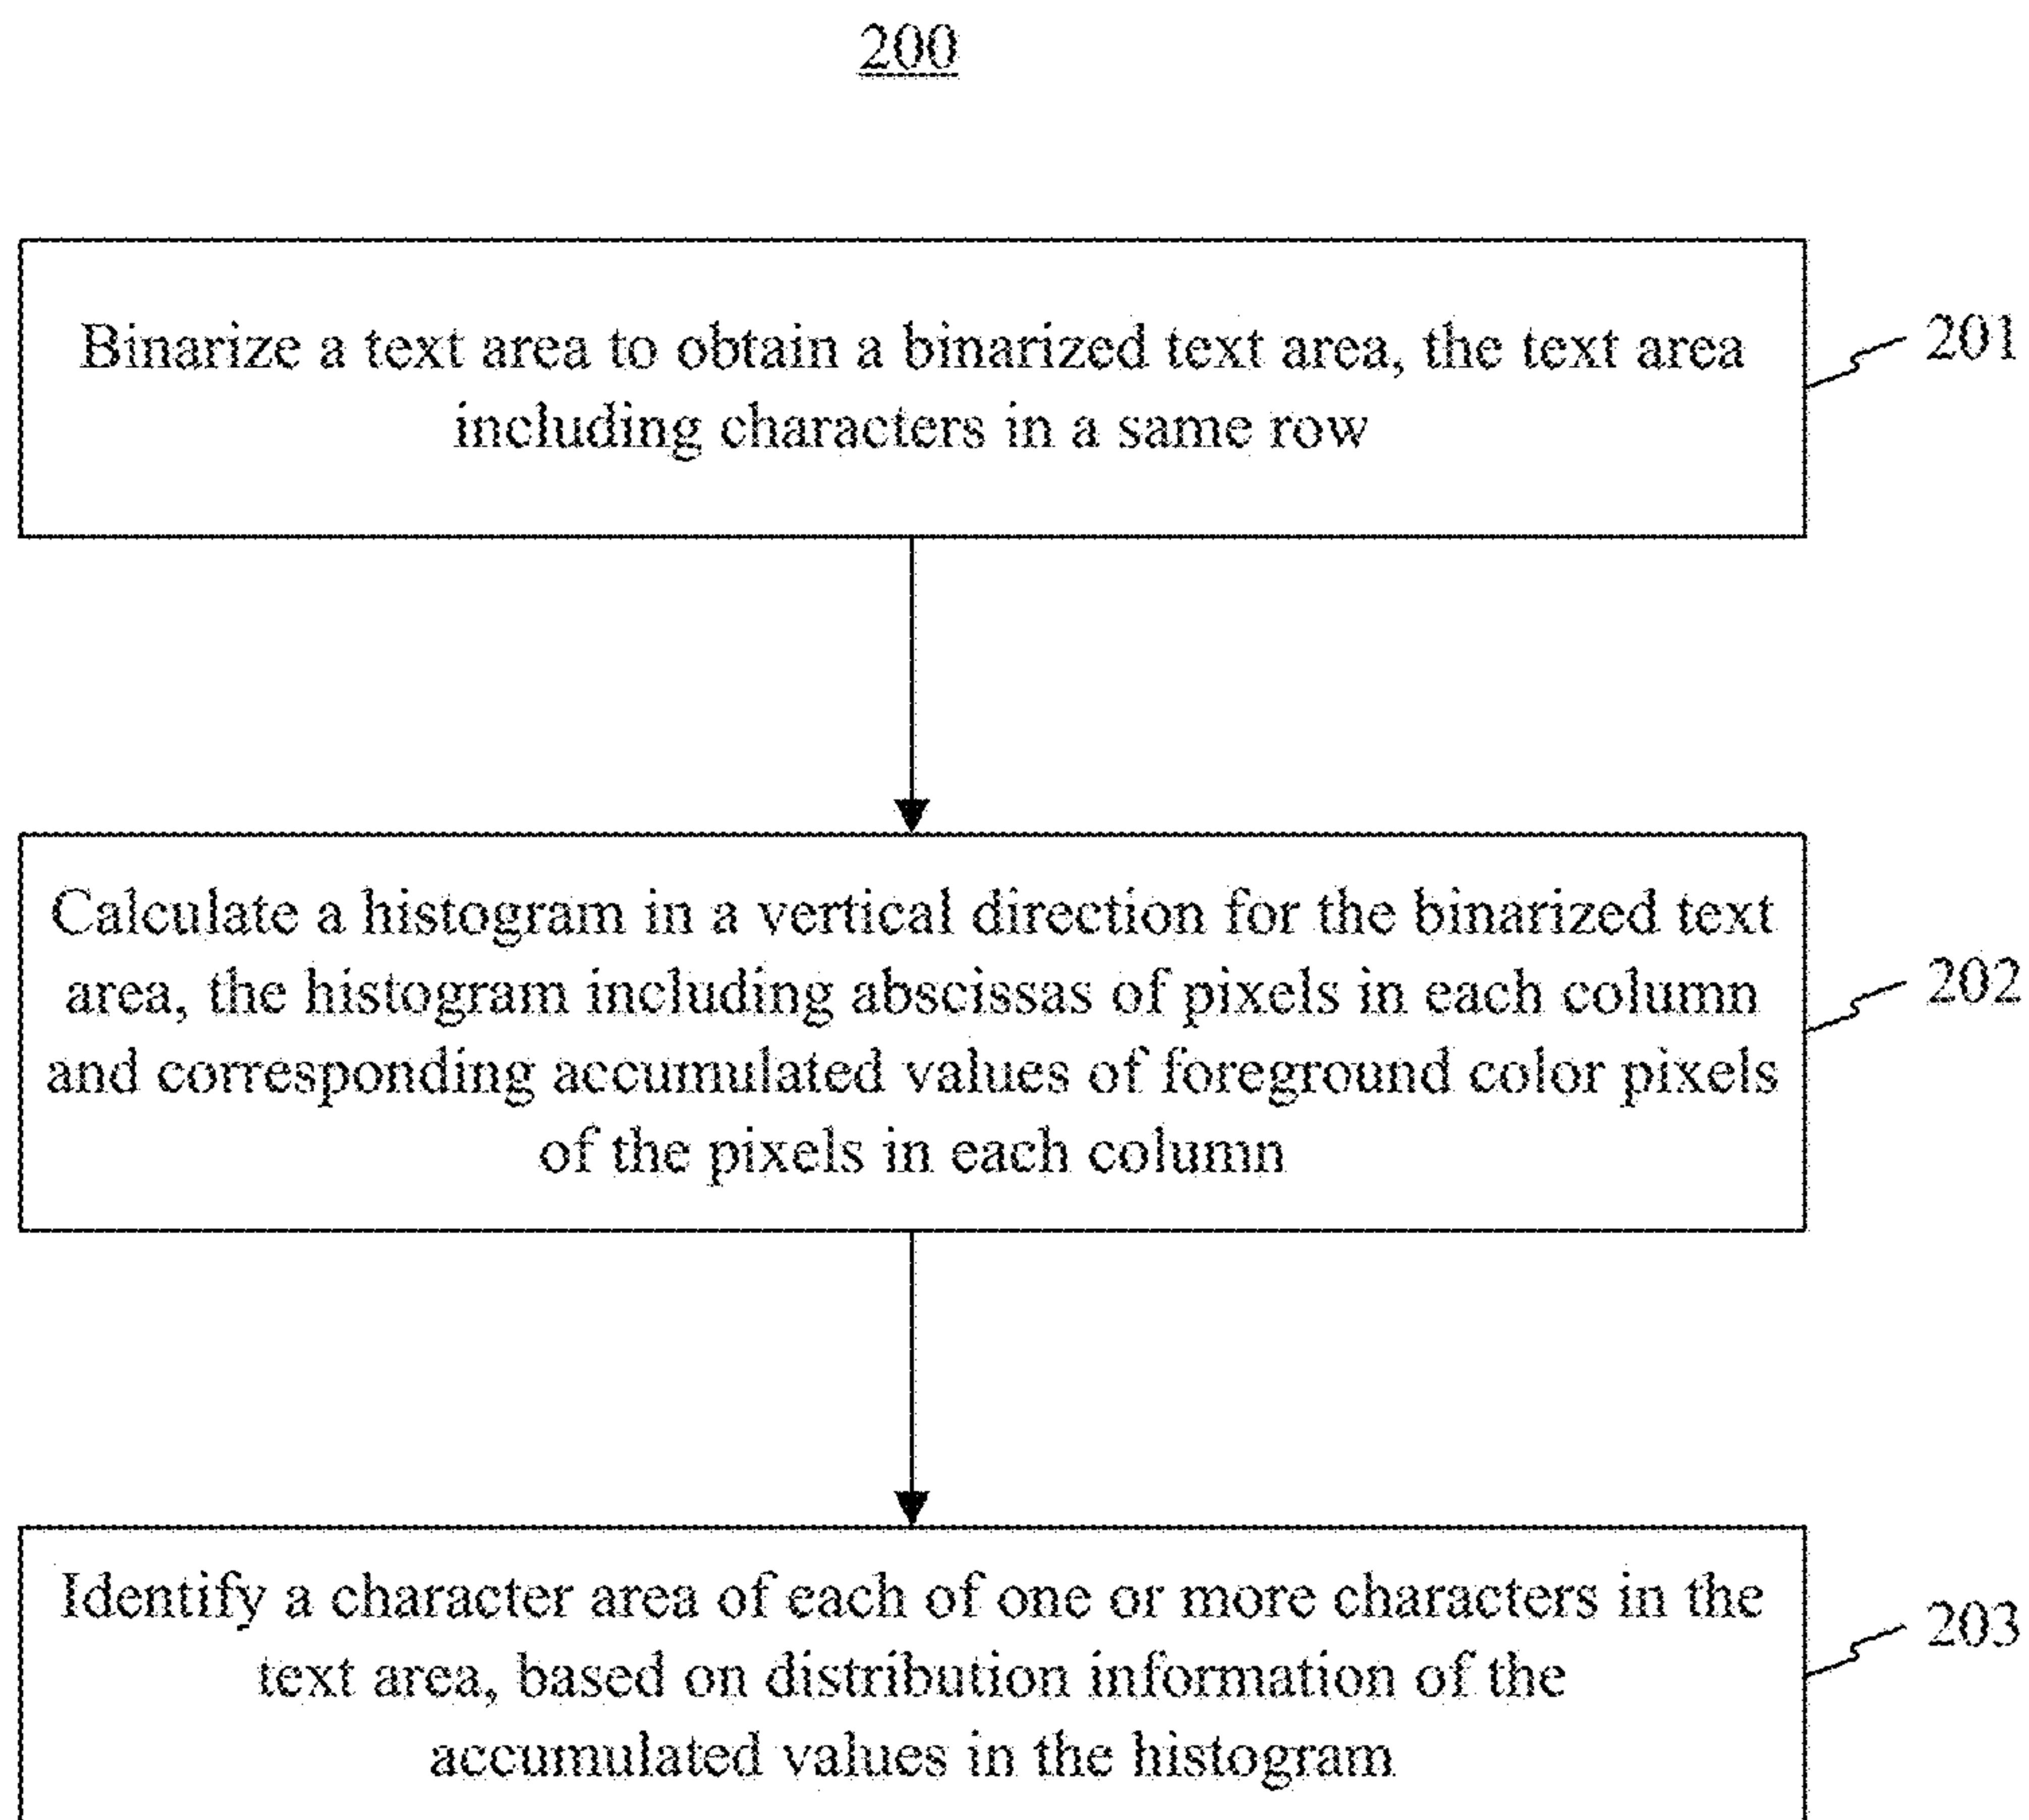 200
Binarize a text area to obtain a binarized text area, the text area
including characters in a same row
201
Calculate a histogram in a vertical direction for the binarized text
area, the histogram including abscissas of pixels in each column
and corresponding accumulated values of foreground color pixels
of the pixels in each column
202
Identify a character area of each of one or more characters in the
text area, based on distribution information of the
accumulated values in the histogram
203